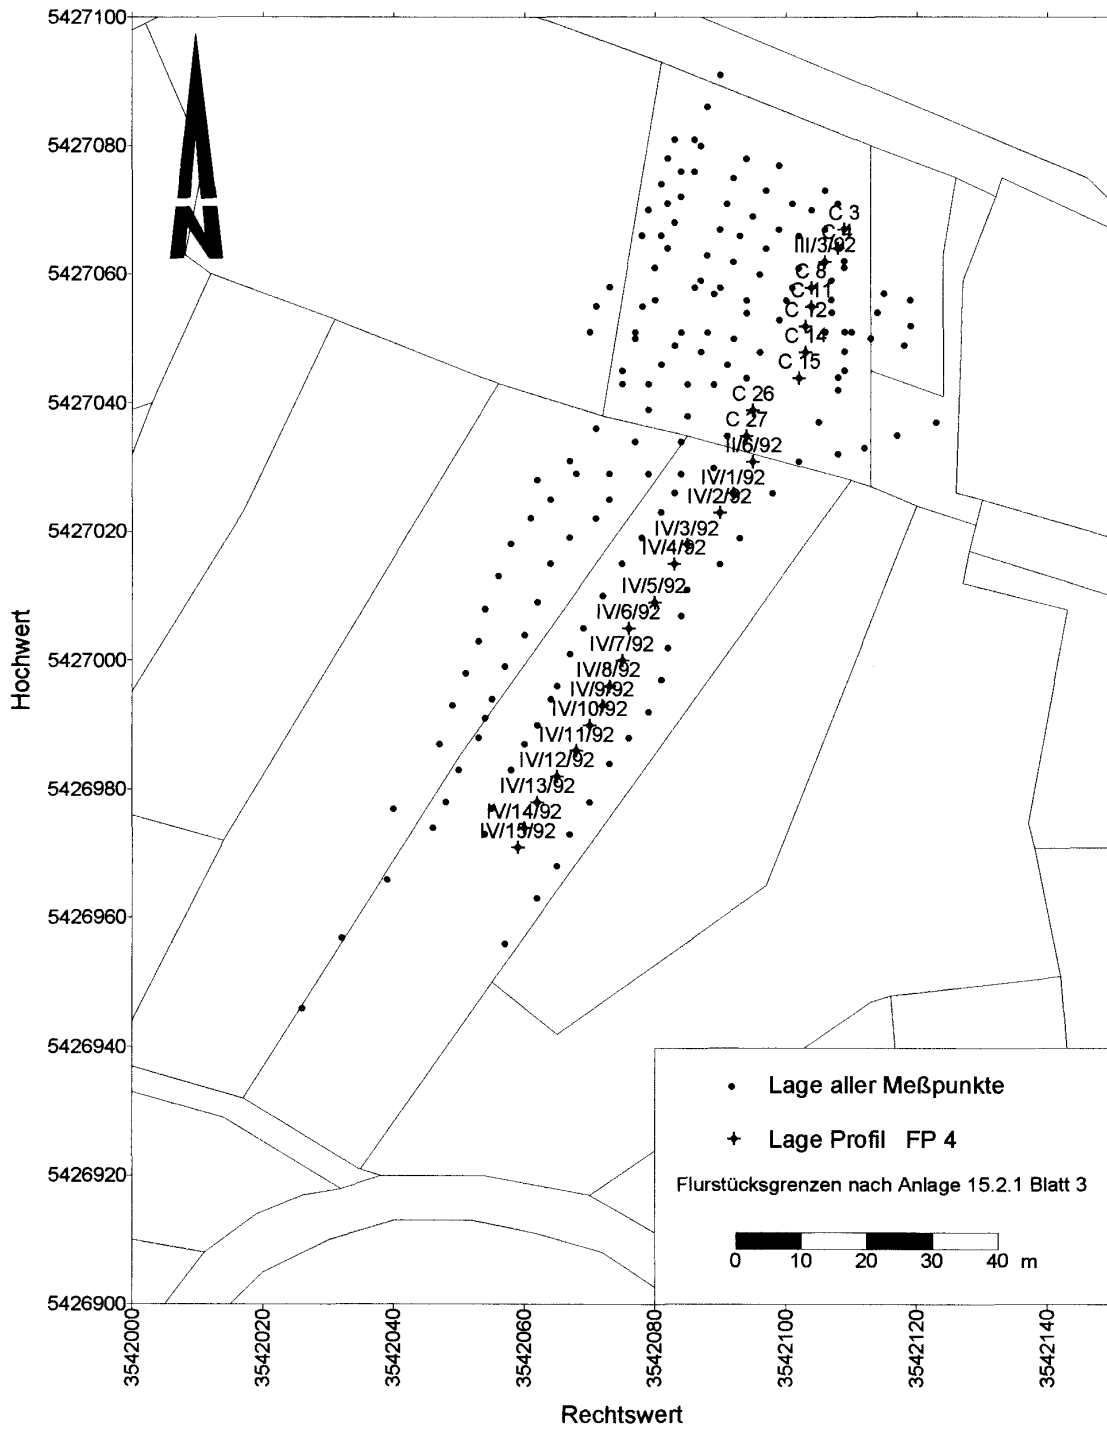 5427100
5427080
5427060
5427040
5427020
5427000
5426980
5426960
5426940
5426920
5426900
Hochwert
N
C 3
C 4
III/3/92
C 8
C 11
C 12
C 14
C 15
C 26
C 27
II/6/92
IV/1/92
IV/2/92
IV/3/92
IV/4/92
IV/5/92
IV/6/92
IV/7/92
IV/8/92
IV/9/92
IV/10/92
IV/11/92
IV/12/92
IV/13/92
IV/14/92
IV/15/92
Lage aller Meßpunkte
Lage Profil FP 4
Flurstücksgrenzen nach Anlage 15.2.1 Blatt 3
0 10 20 30 40 m
3542000 3542020 3542040 3542060 3542080 3542100 3542120 3542140
Rechtswert